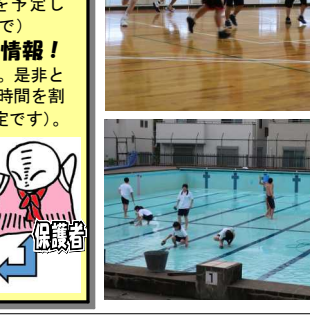 を予定し
で）
情報！
。是非と
時間を割
定です）。
保護者
1